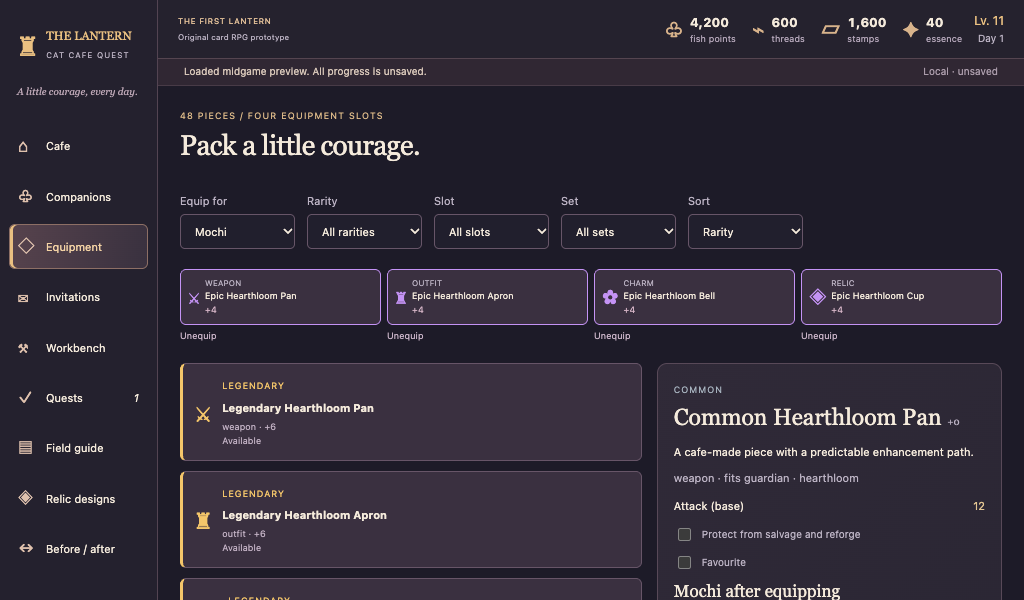 THE LANTERN
CAT CAFE QUEST
A little courage, every day.
Cafe
Companions
Equipment
Invitations
Workbench
Quests 1
Field guide
Relic designs
Before / after
THE FIRST LANTERN
Original card RPG prototype
4,200
fish points
600
threads
1,600
stamps
40
essence
Lv. 11
Day 1
Loaded midgame preview. All progress is unsaved.
Local · unsaved
48 PIECES / FOUR EQUIPMENT SLOTS
Pack a little courage.
Equip for
Mochi
Rarity
All rarities
Slot
All slots
Set
All sets
Sort
Rarity
WEAPON
Epic Hearthloom Pan
+4
Unequip
OUTFIT
Epic Hearthloom Apron
+4
Unequip
CHARM
Epic Hearthloom Bell
+4
Unequip
RELIC
Epic Hearthloom Cup
+4
Unequip
LEGENDARY
Legendary Hearthloom Pan
weapon · +6
Available
LEGENDARY
Legendary Hearthloom Apron
outfit · +6
Available
LEGENDARY
COMMON
Common Hearthloom Pan +0
A cafe-made piece with a predictable enhancement path.
weapon · fits guardian · hearthloom
Attack (base) 12
Protect from salvage and reforge
Favourite
Mochi after equipping